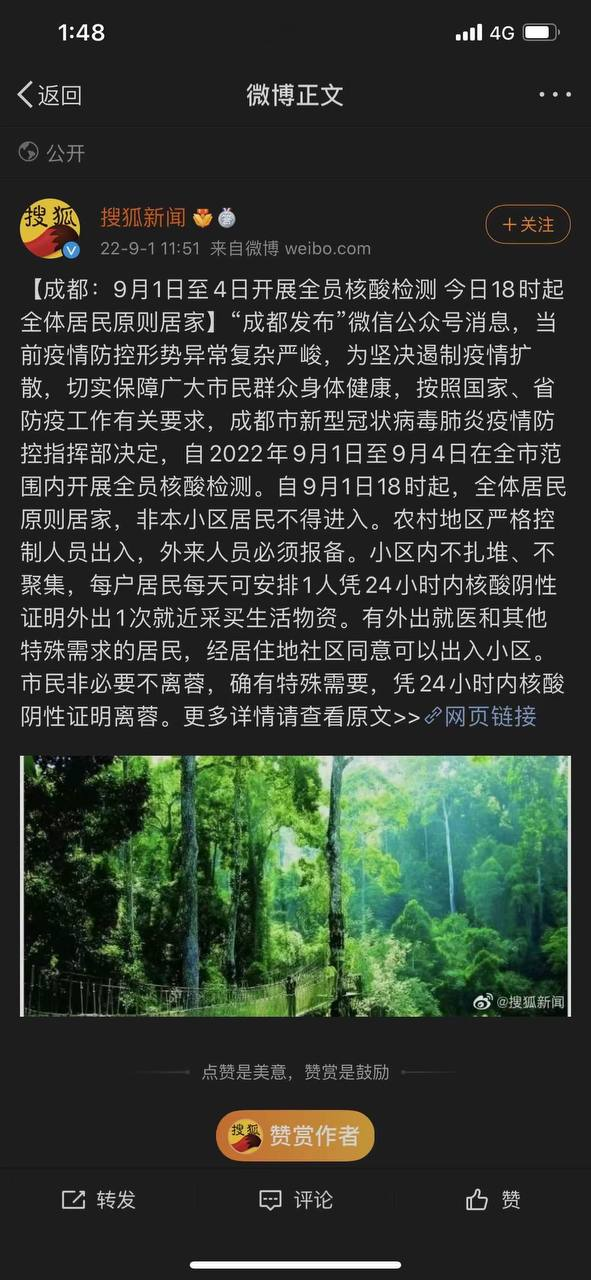 1:48
4G
返回
微博正文
公开
搜狐
搜狐新闻
+关注
22-9-1 11:51 来自微博 weibo.com
【成都：9月1日至4日开展全员核酸检测 今日18时起
全体居民原则居家】“成都发布”微信公众号消息，当
前疫情防控形势异常复杂严峻，为坚决遏制疫情扩
散，切实保障广大市民群众身体健康，按照国家、省
防疫工作有关要求，成都市新型冠状病毒肺炎疫情防
控指挥部决定，自2022年9月1日至9月4日在全市范
围内开展全员核酸检测。自9月1日18时起，全体居民
原则居家，非本小区居民不得进入。农村地区严格控
制人员出入，外来人员必须报备。小区内不扎堆、不
聚集，每户居民每天可安排1人凭24小时内核酸阴性
证明外出1次就近采买生活物资。有外出就医和其他
特殊需求的居民，经居住地社区同意可以出入小区。
市民非必要不离蓉，确有特殊需要，凭24小时内核酸
阴性证明离蓉。更多详情请查看原文>>网页链接
@搜狐新闻
点赞是美意，赞赏是鼓励
搜狐
赞赏作者
转发
评论
赞